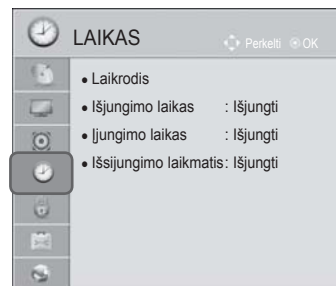 LAIKAS
Perkelti OK
• Laikrodis
• Išjungimo laikas : Išjungti
• Įjungimo laikas : Išjungti
• Išsijungimo laikmatis: Išjungti